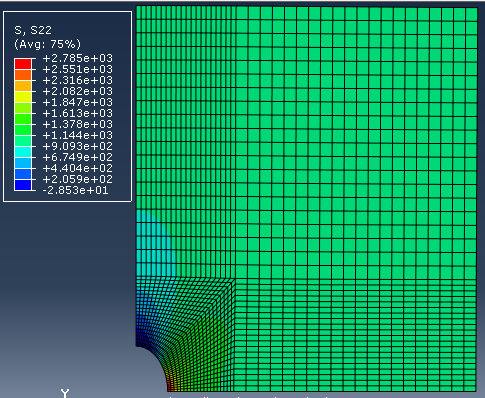 S, S22
(Avg: 75%)
+2.785e+03
+2.551e+03
+2.316e+03
+2.082e+03
+1.847e+03
+1.613e+03
+1.378e+03
+1.144e+03
+9.093e+02
+6.749e+02
+4.404e+02
+2.059e+02
-2.853e+01
Y